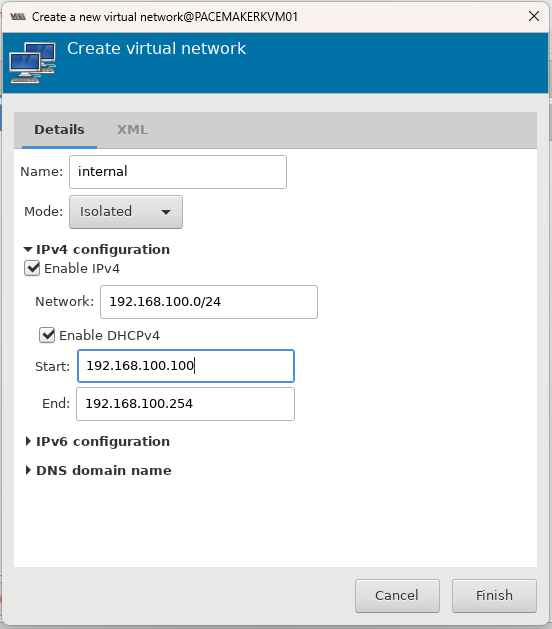 Create a new virtual network@PACEMAKERKVM01
Create virtual network
Details XML
Name: internal
Mode: Isolated
IPv4 configuration
Enable IPv4
Network: 192.168.100.0/24
Enable DHCPv4
Start: 192.168.100.100
End: 192.168.100.254
IPv6 configuration
DNS domain name
Cancel Finish